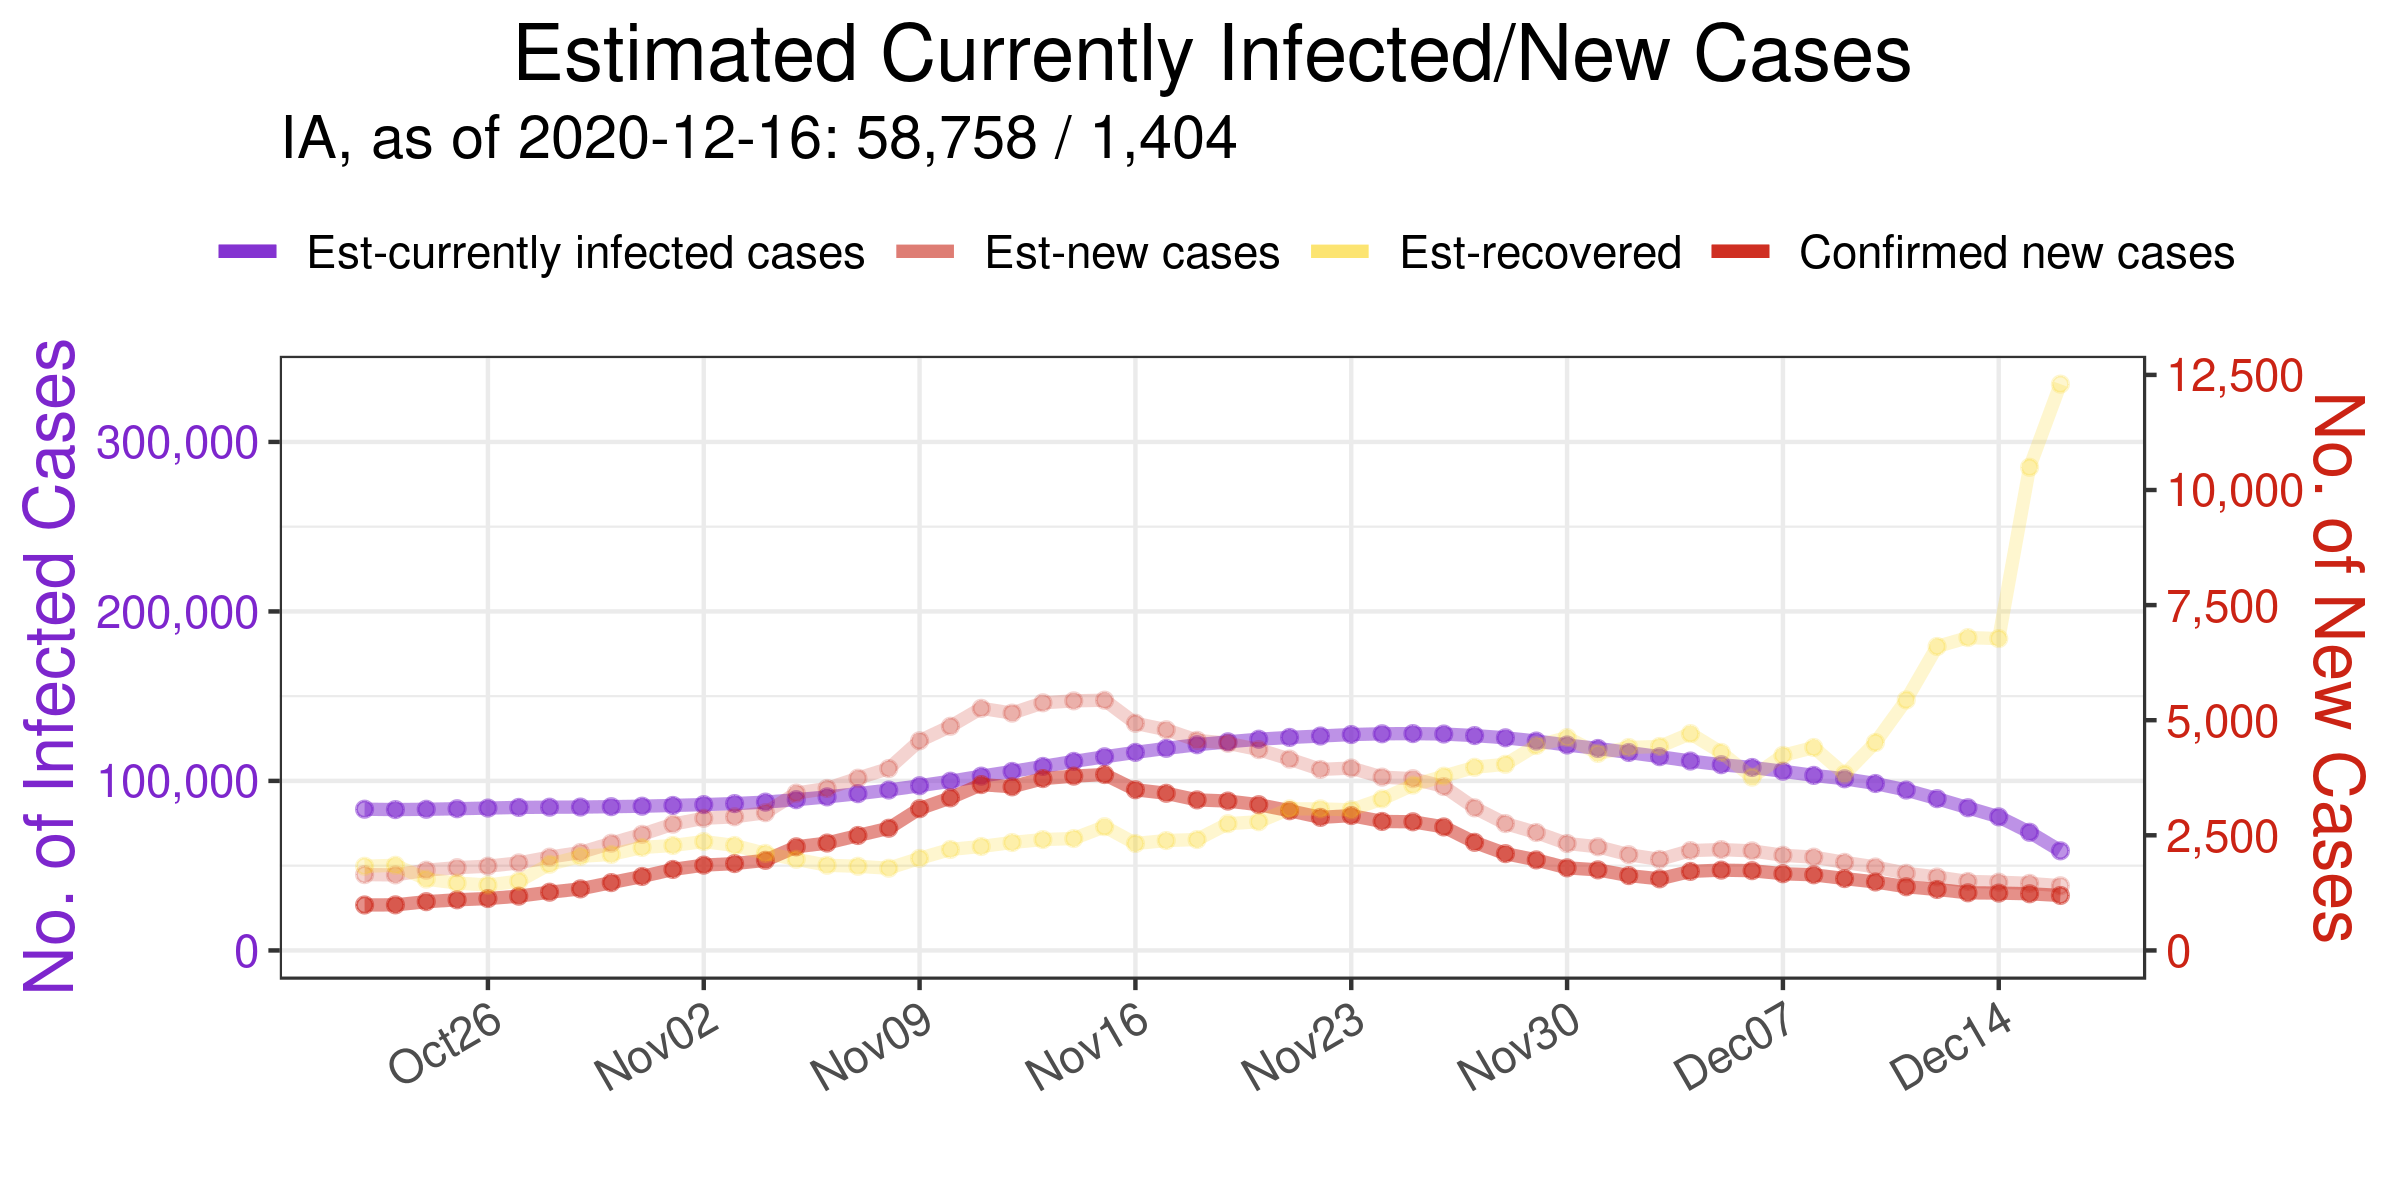 Estimated Currently Infected/New Cases
IA, as of 2020-12-16: 58,758 / 1,404
Est-currently infected cases Est-new cases Est-recovered Confirmed new cases
No. of Infected Cases
300,000
200,000
100,000
0
12,500
10,000
7,500
5,000
2,500
0
No. of New Cases
Oct26 Nov02 Nov09 Nov16 Nov23 Nov30 Dec07 Dec14